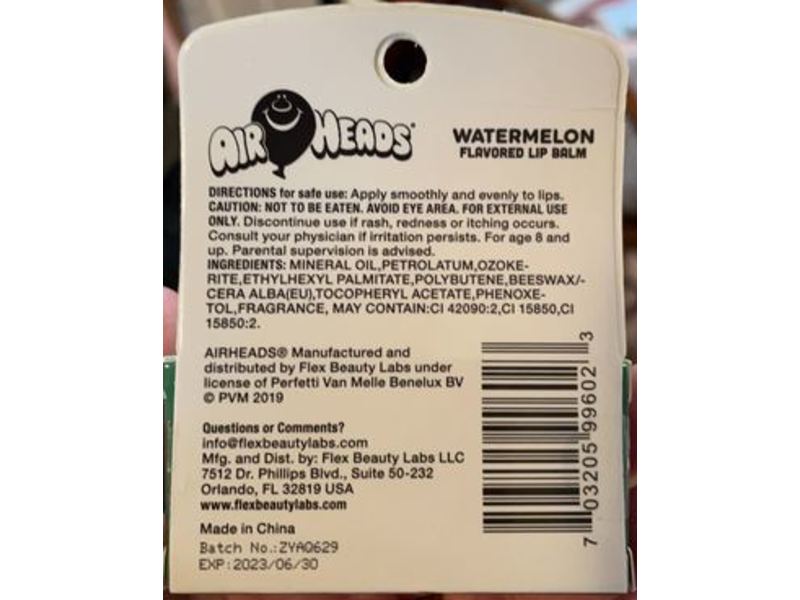 AIRHEADS®
WATERMELON
FLAVORED LIP BALM
DIRECTIONS for safe use: Apply smoothly and evenly to lips.
CAUTION: NOT TO BE EATEN. AVOID EYE AREA. FOR EXTERNAL USE
ONLY. Discontinue use if rash, redness or itching occurs.
Consult your physician if irritation persists. For age 8 and
up. Parental supervision is advised.
INGREDIENTS: MINERAL OIL,PETROLATUM,OZOKE-
RITE,ETHYLHEXYL PALMITATE,POLYBUTENE,BEESWAX/-
CERA ALBA(EU),TOCOPHERYL ACETATE,PHENOXE-
TOL,FRAGRANCE, MAY CONTAIN:CI 42090:2,CI 15850,CI
15850:2.
AIRHEADS® Manufactured and
distributed by Flex Beauty Labs under
license of Perfetti Van Melle Benelux BV
© PVM 2019
Questions or Comments?
info@flexbeautylabs.com
Mfg. and Dist. by: Flex Beauty Labs LLC
7512 Dr. Phillips Blvd., Suite 50-232
Orlando, FL 32819 USA
www.flexbeautylabs.com
Made in China
Batch No.:ZYAO629
EXP:2023/06/30
7 03205 99602 3